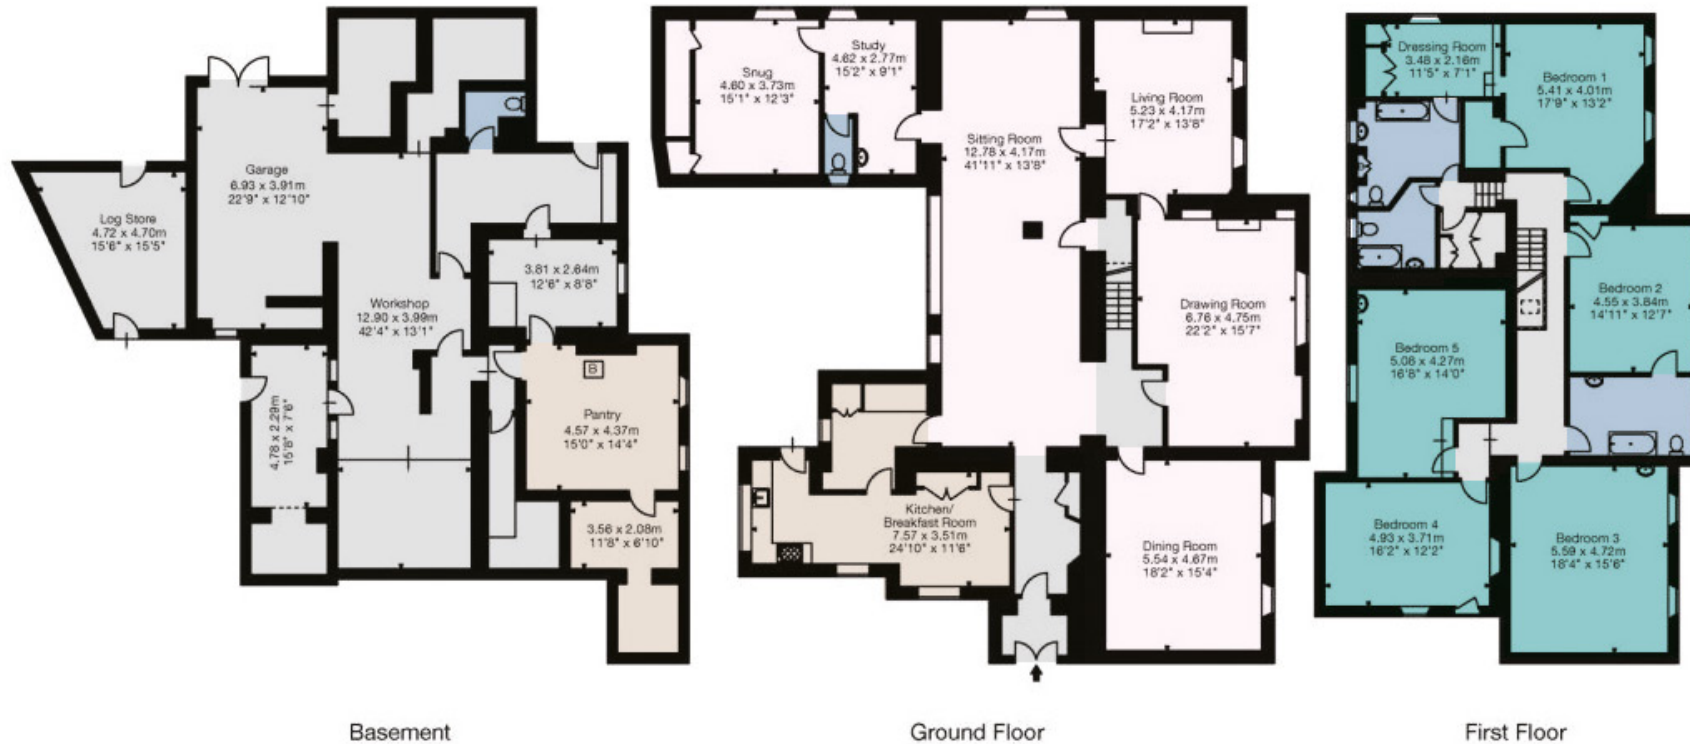 Garage
6.93 x 3.91m
22'9" x 12'10"
Log Store
4.72 x 4.70m
15'6" x 15'5"
3.81 x 2.64m
12'6" x 8'8"
Workshop
12.90 x 3.99m
42'4" x 13'1"
4.78 x 2.29m
15'8" x 7'6"
B
Pantry
4.57 x 4.37m
15'0" x 14'4"
3.56 x 2.08m
11'8" x 6'10"
Basement
Snug
4.60 x 3.73m
15'1" x 12'3"
Study
4.62 x 2.77m
15'2" x 9'1"
Sitting Room
12.78 x 4.17m
41'11" x 13'8"
Living Room
5.23 x 4.17m
17'2" x 13'8"
Drawing Room
6.76 x 4.75m
22'2" x 15'7"
Kitchen/
Breakfast Room
7.57 x 3.51m
24'10" x 11'6"
Dining Room
5.54 x 4.67m
18'2" x 15'4"
Ground Floor
Dressing Room
3.48 x 2.16m
11'5" x 7'1"
Bedroom 1
5.41 x 4.01m
17'9" x 13'2"
Bedroom 2
4.55 x 3.84m
14'11" x 12'7"
Bedroom 5
5.08 x 4.27m
16'8" x 14'0"
Bedroom 4
4.93 x 3.71m
16'2" x 12'2"
Bedroom 3
5.59 x 4.72m
18'4" x 15'6"
First Floor